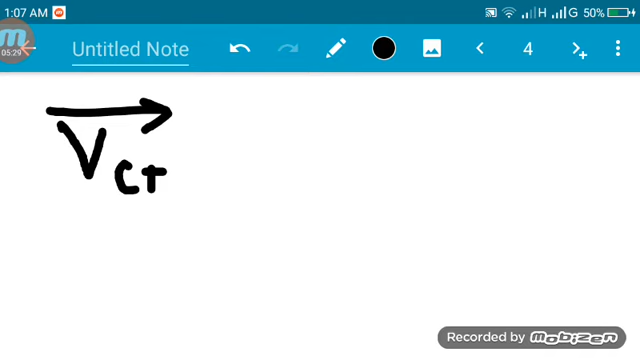 1:07 AM H G 50%
05:29 Untitled Note 4
V CT
Recorded by mobizen